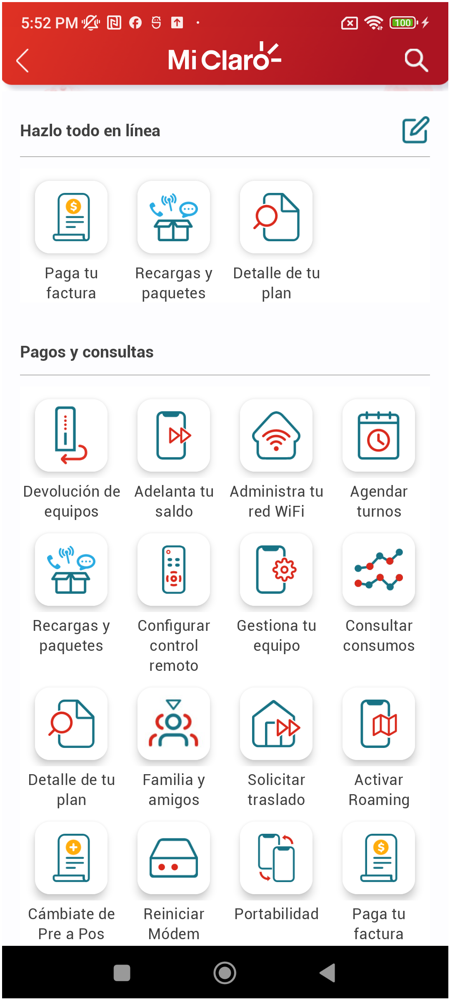 5:52 PM
100
Mi Claro
Hazlo todo en línea
Paga tu
factura
Recargas y
paquetes
Detalle de tu
plan
Pagos y consultas
Devolución de
equipos
Adelanta tu
saldo
Administra tu
red WiFi
Agendar
turnos
Recargas y
paquetes
Configurar
control
remoto
Gestiona tu
equipo
Consultar
consumos
Detalle de tu
plan
Familia y
amigos
Solicitar
traslado
Activar
Roaming
Cámbiate de
Pre a Pos
Reiniciar
Módem
Portabilidad
Paga tu
factura